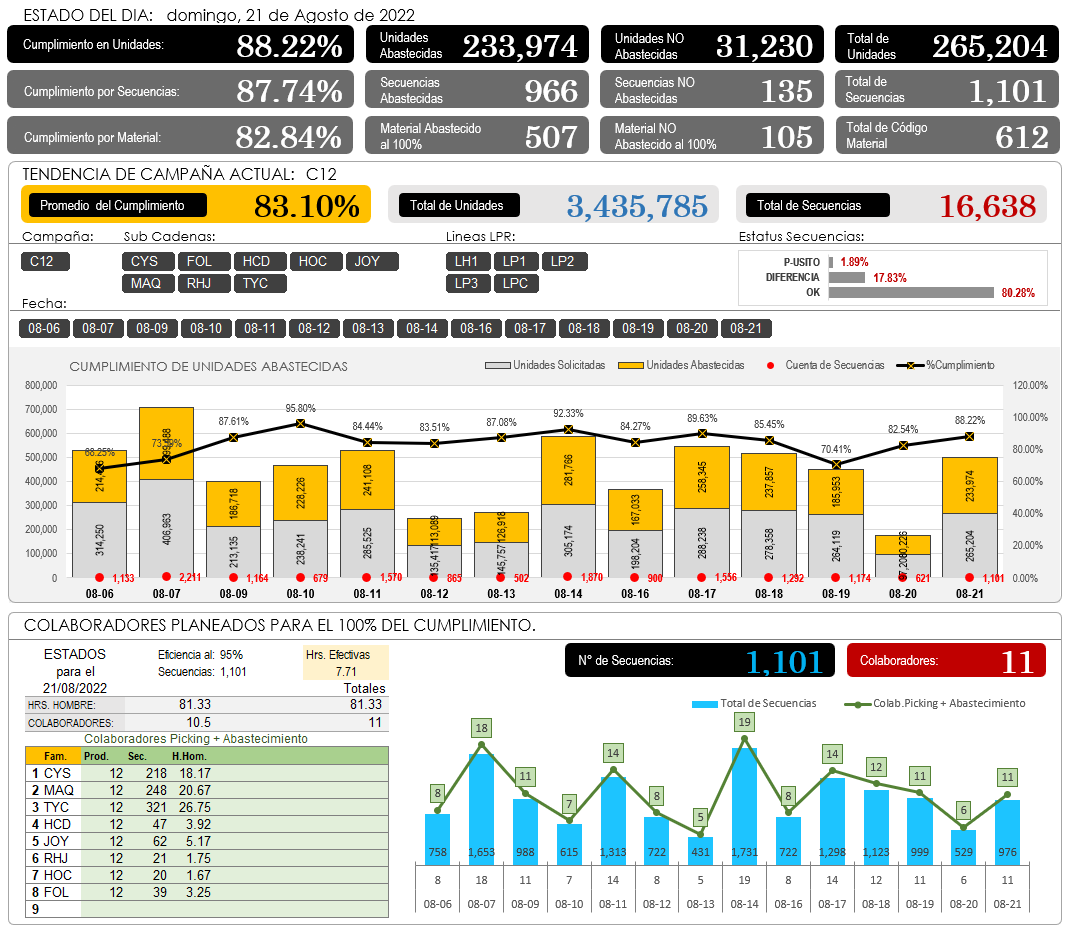 ESTADO DEL DIA: domingo, 21 de Agosto de 2022
Cumplimiento en Unidades: 88.22%
Unidades Abastecidas 233,974
Unidades NO Abastecidas 31,230
Total de Unidades 265,204
Cumplimiento por Secuencias: 87.74%
Secuencias Abastecidas 966
Secuencias NO Abastecidas 135
Total de Secuencias 1,101
Cumplimiento por Material: 82.84%
Material Abastecido al 100% 507
Material NO Abastecido al 100% 105
Total de Código Material 612
TENDENCIA DE CAMPAÑA ACTUAL: C12
Promedio del Cumplimiento 83.10%
Total de Unidades 3,435,785
Total de Secuencias 16,638
Campaña:
C12
Sub Cadenas:
CYS FOL HCD HOC JOY
MAQ RHJ TYC
Lineas LPR:
LH1 LP1 LP2
LP3 LPC
Estatus Secuencias:
P-USITO 1.89%
DIFERENCIA 17.83%
OK 80.28%
Fecha:
08-06 08-07 08-09 08-10 08-11 08-12 08-13 08-14 08-16 08-17 08-18 08-19 08-20 08-21
CUMPLIMIENTO DE UNIDADES ABASTECIDAS
Unidades Solicitadas Unidades Abastecidas Cuenta de Secuencias %Cumplimiento
800,000
700,000
600,000
500,000
400,000
300,000
200,000
100,000
0
120.00%
100.00%
80.00%
60.00%
40.00%
20.00%
0.00%
68.25% 87.61% 95.80% 84.44% 83.51% 87.08% 92.33% 84.27% 89.63% 85.45% 70.41% 82.54% 88.22%
186,718 228,226 241,108 113,089 126,918 281,766 167,033 258,345 237,857 185,953 233,974
314,250 406,963 213,135 238,241 285,525 305,174 198,204 288,238 278,358 264,119 265,204
1,133 2,211 1,164 679 1,570 865 502 1,870 900 1,556 1,292 1,174 621 1,101
08-06 08-07 08-09 08-10 08-11 08-12 08-13 08-14 08-16 08-17 08-18 08-19 08-20 08-21
COLABORADORES PLANEADOS PARA EL 100% DEL CUMPLIMIENTO.
ESTADOS
para el
21/08/2022
Eficiencia al: 95%
Secuencias: 1,101
Hrs. Efectivas
7.71
Totales
HRS. HOMBRE: 81.33 81.33
COLABORADORES: 10.5 11
Colaboradores Picking + Abastecimiento
Fam. Prod. Sec. H.Hom.
1 CYS 12 218 18.17
2 MAQ 12 248 20.67
3 TYC 12 321 26.75
4 HCD 12 47 3.92
5 JOY 12 62 5.17
6 RHJ 12 21 1.75
7 HOC 12 20 1.67
8 FOL 12 39 3.25
9
N° de Secuencias: 1,101
Colaboradores: 11
Total de Secuencias Colab.Picking + Abastecimiento
8 18 11 7 14 8 5 19 8 14 12 11 6 11
758 1,653 988 615 1,313 722 431 1,731 722 1,298 1,123 999 529 976
8 18 11 7 14 8 5 19 8 14 12 11 6 11
08-06 08-07 08-09 08-10 08-11 08-12 08-13 08-14 08-16 08-17 08-18 08-19 08-20 08-21